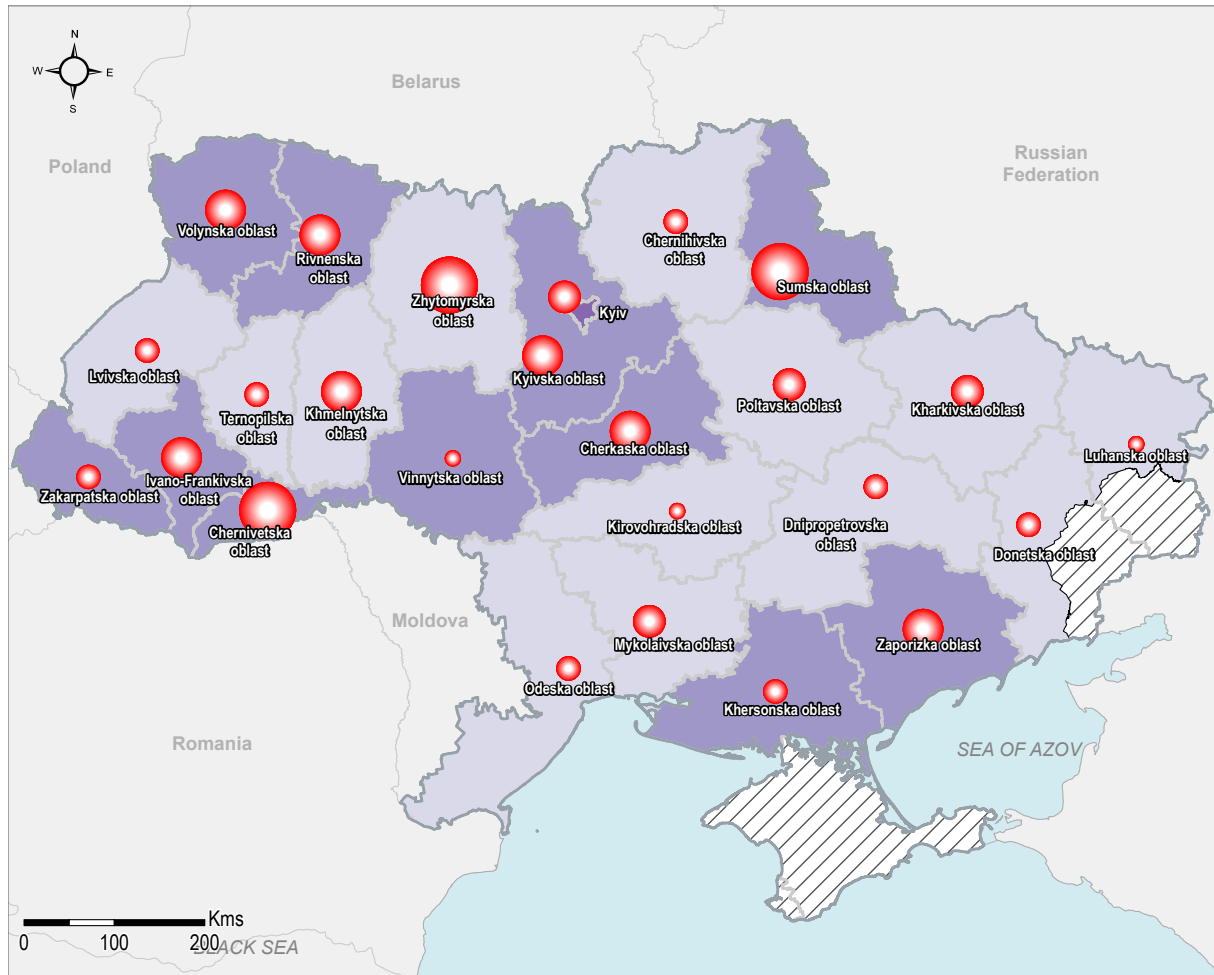 N
W
E
S
Belarus
Poland
Russian
Federation
Volynska oblast
Rivnenska
oblast
Chernihivska
oblast
Zhytomyrska
oblast
Sumska oblast
Kyiv
Lvivska oblast
Kyivska oblast
Ternopilska
oblast
Khmelnytska
oblast
Poltavska oblast
Kharkivska oblast
Cherkaska oblast
Luhanska oblast
Vinnytska oblast
Ivano-Frankivska
oblast
Zakarpatska oblast
Chernivetska
oblast
Kirovohradska oblast
Dnipropetrovska
oblast
Donetska oblast
Moldova
Mykolaivska oblast
Zaporizka oblast
Odeska oblast
Khersonska oblast
Romania
SEA OF AZOV
Kms
0 100 200
BLACK SEA